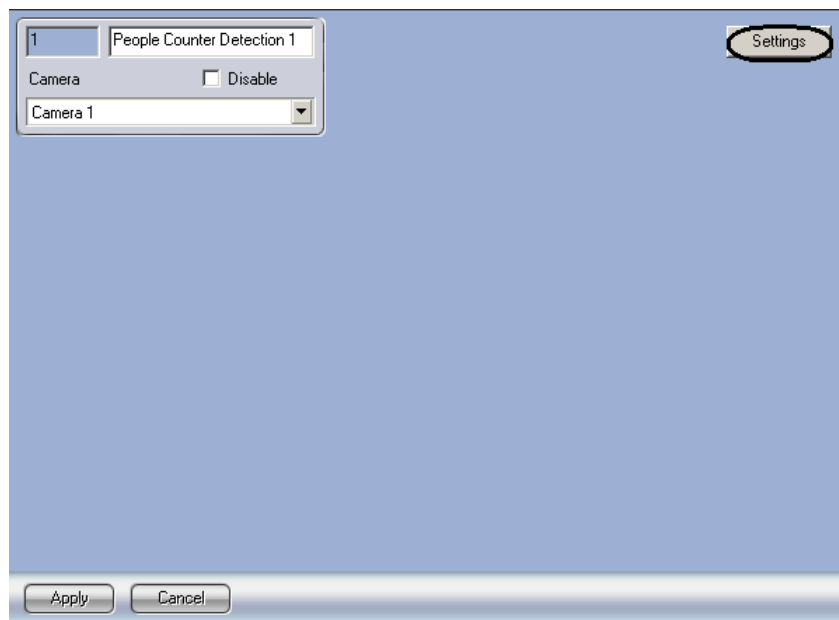 1 People Counter Detection 1
Settings
Camera Disable
Camera 1
Apply Cancel